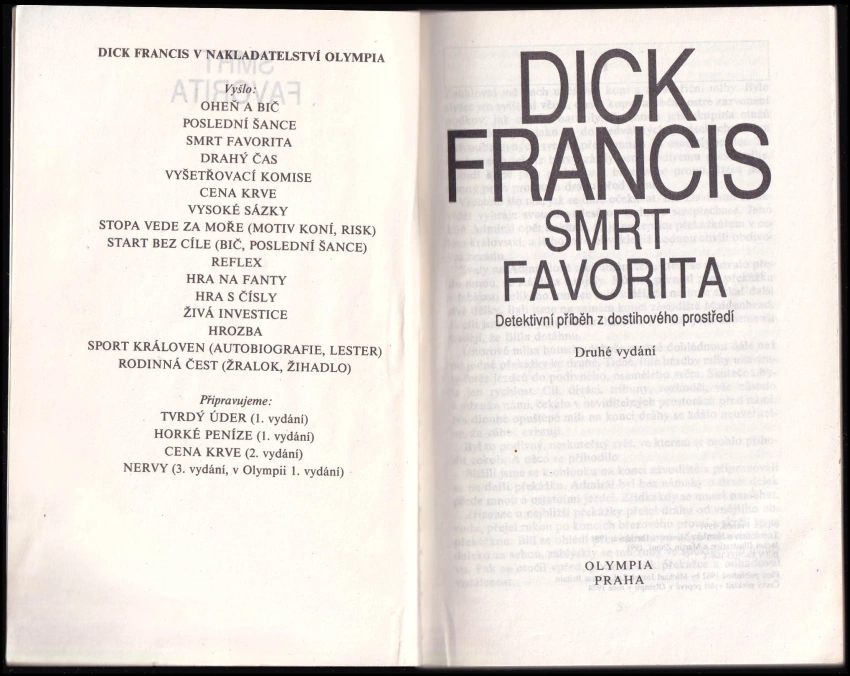 DICK FRANCIS V NAKLADATELSTVÍ OLYMPIA
Vyšlo:
OHEŇ A BIČ
POSLEDNÍ ŠANCE
SMRT FAVORITA
DRAHÝ ČAS
VYŠETŘOVACÍ KOMISE
CENA KRVE
VYSOKÉ SÁZKY
STOPA VEDE ZA MOŘE (MOTIV KONÍ, RISK)
START BEZ CÍLE (BIČ, POSLEDNÍ ŠANCE)
REFLEX
HRA NA FANTY
HRA S ČÍSLY
ŽIVÁ INVESTICE
HROZBA
SPORT KRÁLOVEN (AUTOBIOGRAFIE, LESTER)
RODINNÁ ČEST (ŽRALOK, ŽIHADLO)
Připravujeme:
TVRDÝ ÚDER (1. vydání)
HORKÉ PENÍZE (1. vydání)
CENA KRVE (2. vydání)
NERVY (3. vydání, v Olympii 1. vydání)
DICK
FRANCIS
SMRT
FAVORITA
Detektivní příběh z dostihového prostředí
Druhé vydání
OLYMPIA
PRAHA